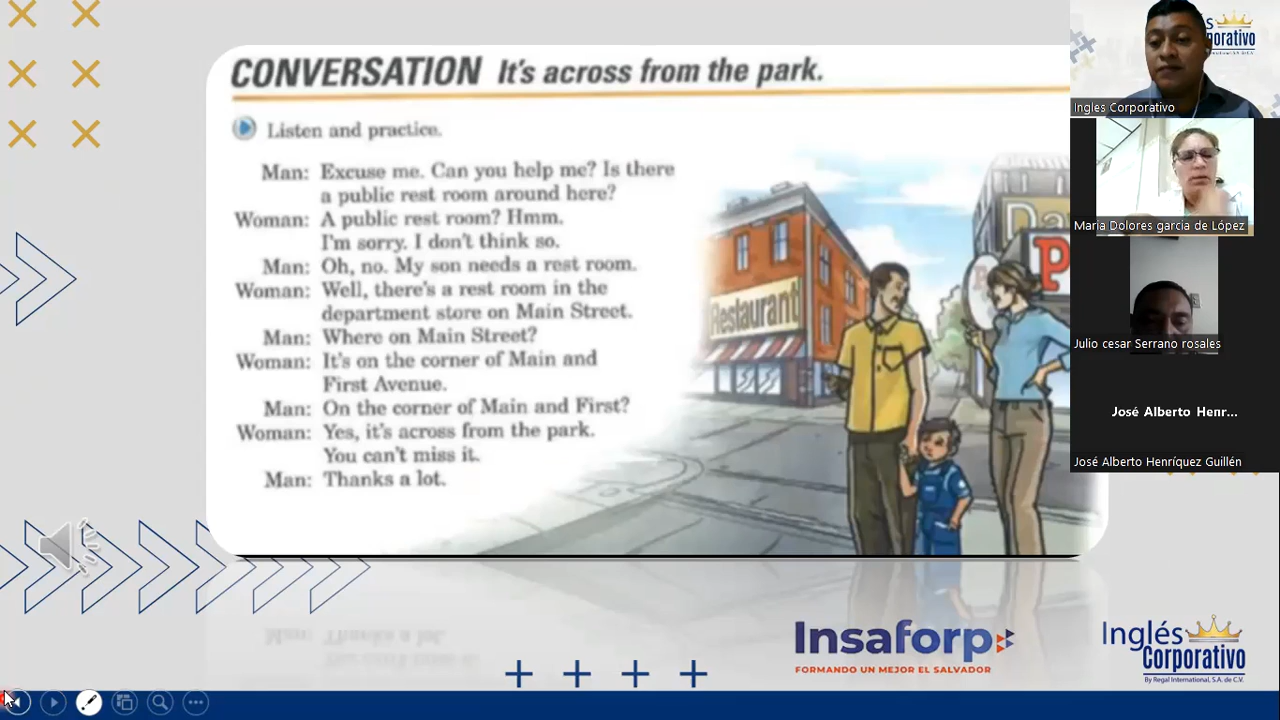 CONVERSATION It's across from the park.
Listen and practice.
Man: Excuse me. Can you help me? Is there
a public rest room around here?
Woman: A public rest room? Hmm.
I'm sorry. I don't think so.
Man: Oh, no. My son needs a rest room.
Woman: Well, there's a rest room in the
department store on Main Street.
Man: Where on Main Street?
Woman: It's on the corner of Main and
First Avenue.
Man: On the corner of Main and First?
Woman: Yes, it's across from the park.
You can't miss it.
Man: Thanks a lot.
Restaurant
Ingles Corporativo
Maria Dolores garcia de López
Julio cesar Serrano rosales
José Alberto Henr...
José Alberto Henríquez Guillén
Insaforp
FORMANDO UN MEJOR EL SALVADOR
Inglés
Corporativo
By Regal International, S.A. de C.V.